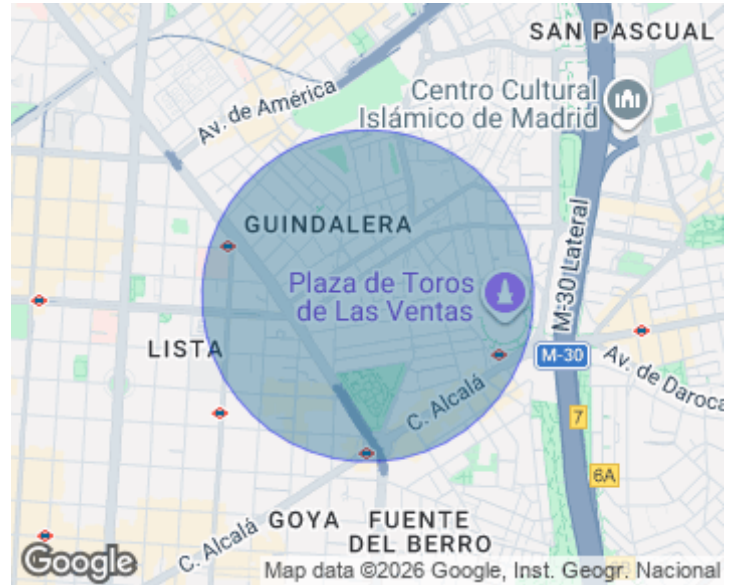 SAN PASCUAL
Centro Cultural
Islámico de Madrid
Av. de América
GUINDALERA
Plaza de Toros
de Las Ventas
M-30 Lateral
LISTA
M-30
Av. de Daroca
C. Alcalá
7
6A
GOYA
FUENTE
DEL BERRO
C. Alcalá
Google
Map data ©2026 Google, Inst. Geogr. Nacional